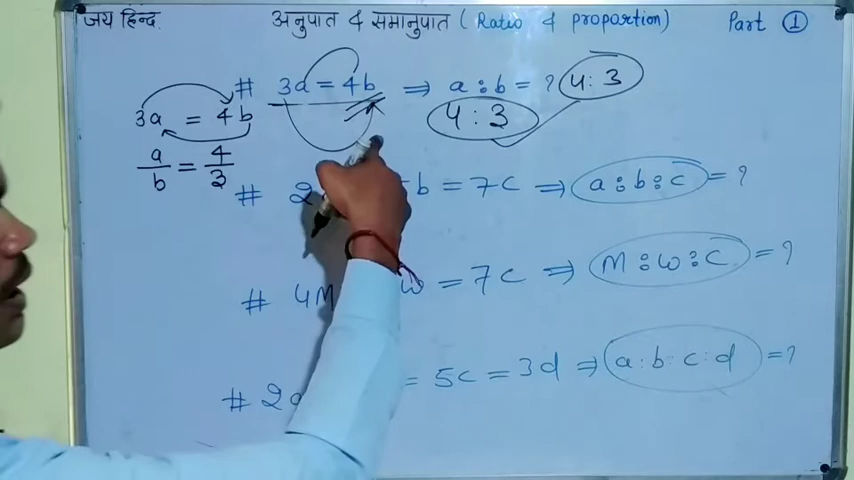 जय हिन्द. अनुपात & समानुपात ( Ratio & proportion) Part ①
# 3a = 4b ⇒ a : b = ? 4 : 3
4 : 3
3a = 4b
a/b = 4/3
# 2 b = 7c ⇒ a : b : c = ?
# 4M = 7c ⇒ M : w : c = ?
# 2a = 5c = 3d ⇒ a : b : c : d = ?